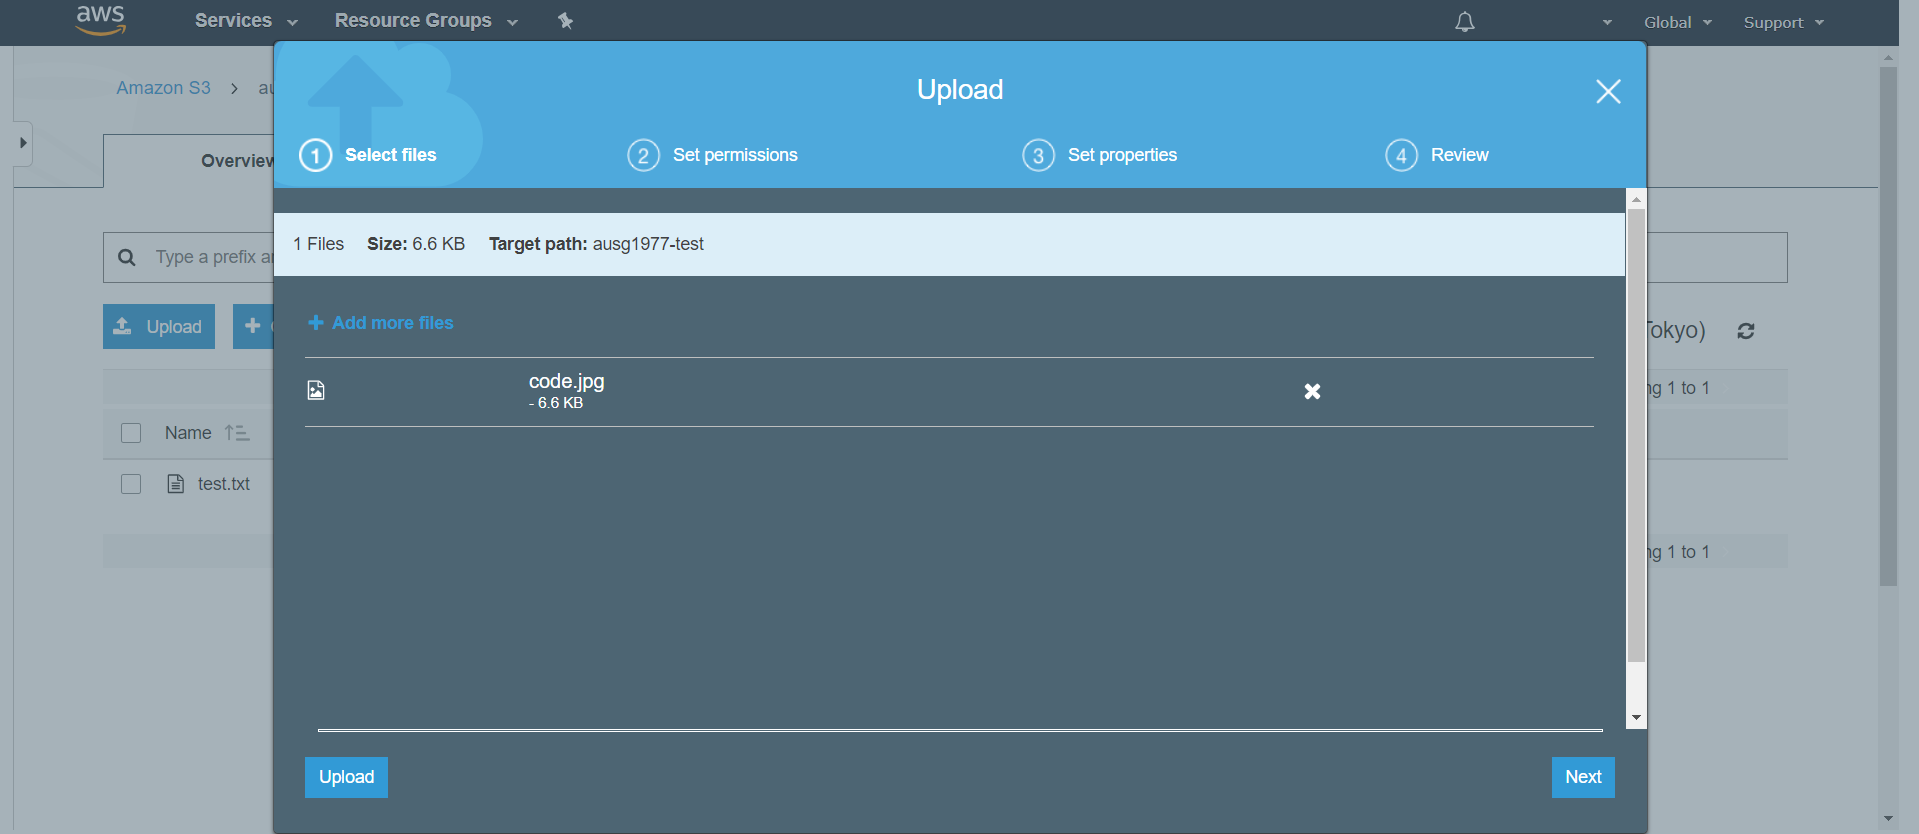 aws
Services
Resource Groups
Global
Support
Amazon S3 > au
Overview
Type a prefix a
Upload
Tokyo)
ng 1 to 1
Name
test.txt
ng 1 to 1
Upload
1 Select files
2 Set permissions
3 Set properties
4 Review
1 Files Size: 6.6 KB Target path: ausg1977-test
Add more files
code.jpg
- 6.6 KB
Upload
Next